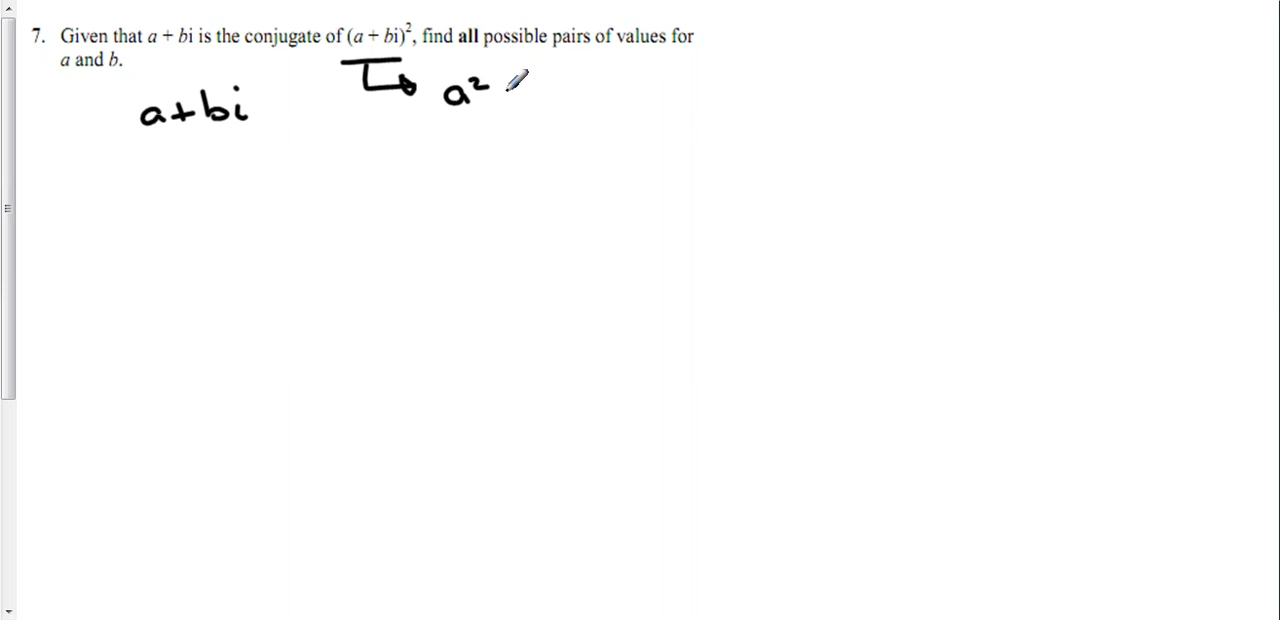 7. Given that a + bi is the conjugate of (a + bi)², find all possible pairs of values for
a and b.
a+bi
a²